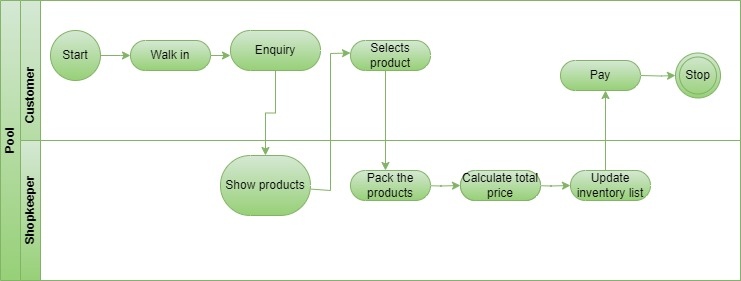 Pool
Customer
Start
Walk in
Enquiry
Selects
product
Pay
Stop
Shopkeeper
Show products
Pack the
products
Calculate total
price
Update
inventory list